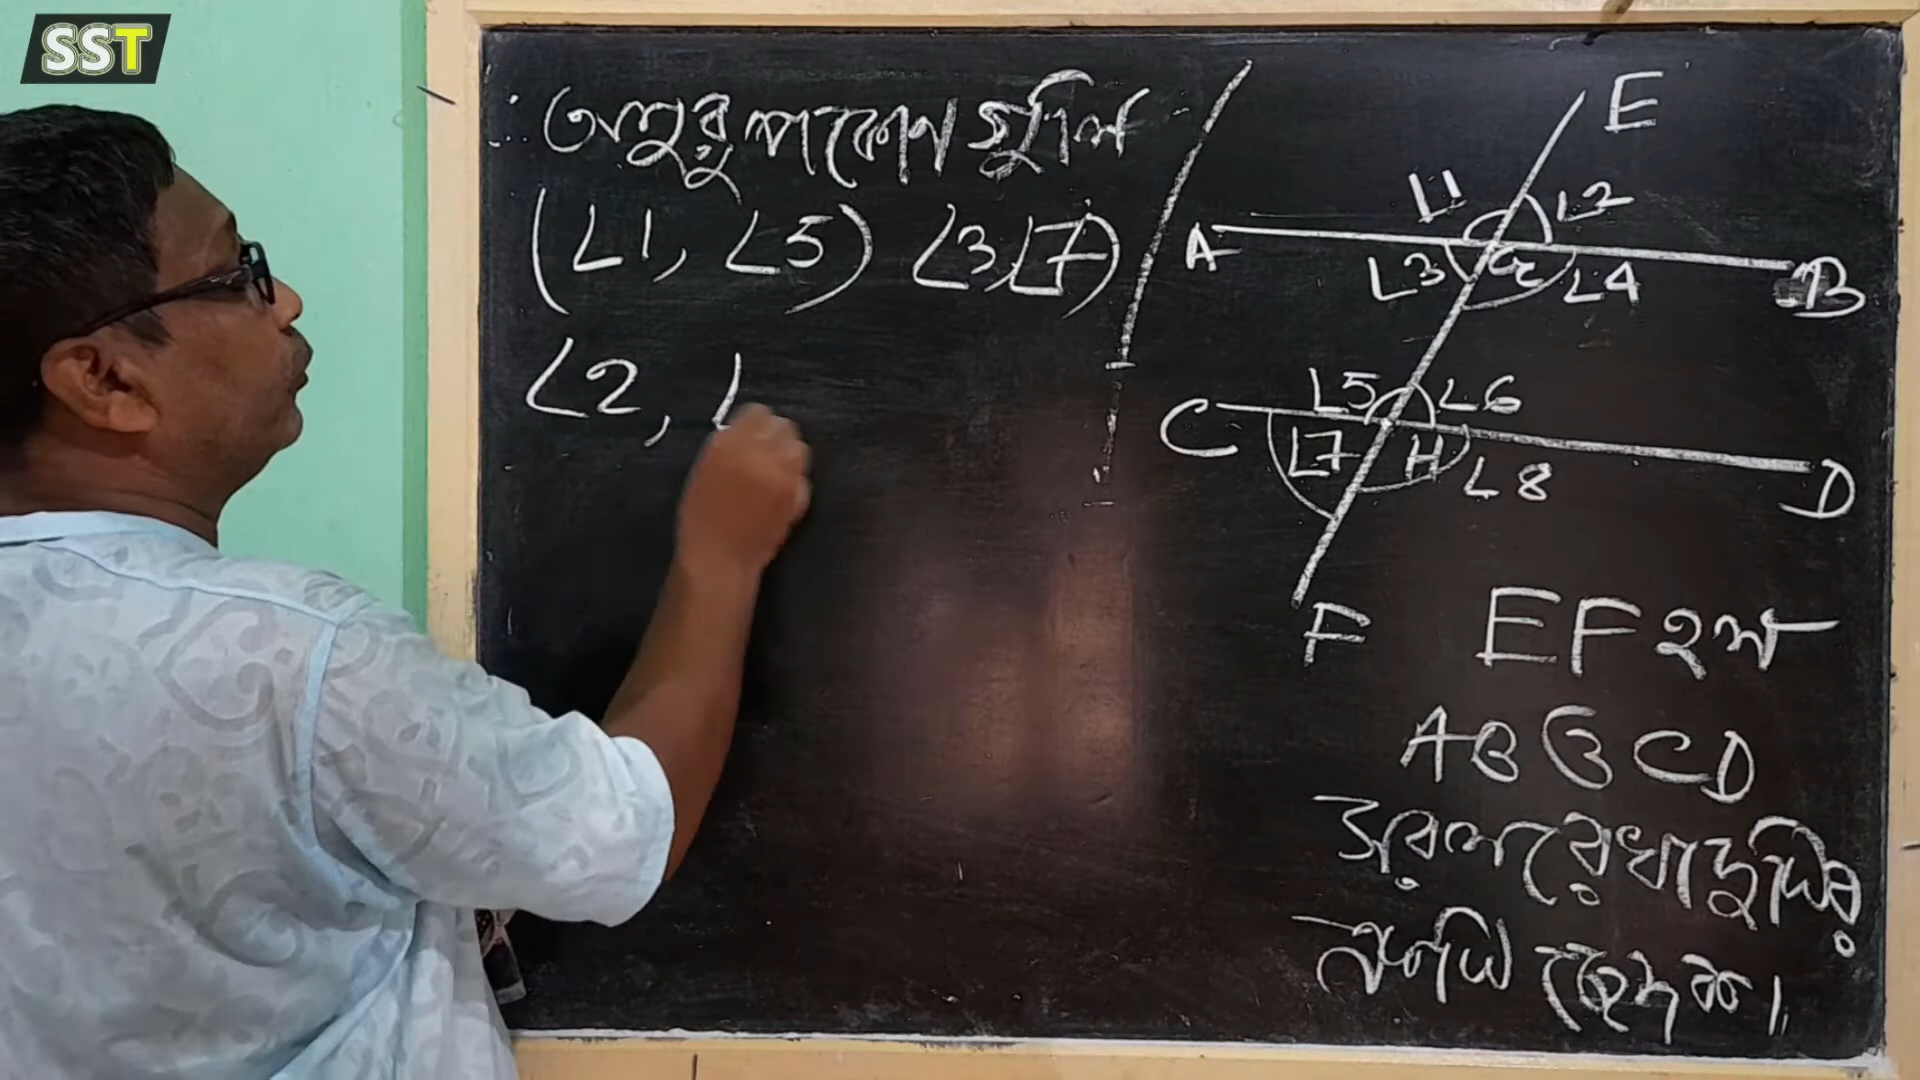 SST
অনুরূপ কোণ গুলি
(∠1, ∠5) ∠3, ∠7)
∠2, ∠
E
∠1 ∠2
A B
∠3 G ∠4
∠5 ∠6
C D
∠7 H ∠8
F
EF হল
AB ও CD
সরলরেখা দুটির
একটি ছেদক।